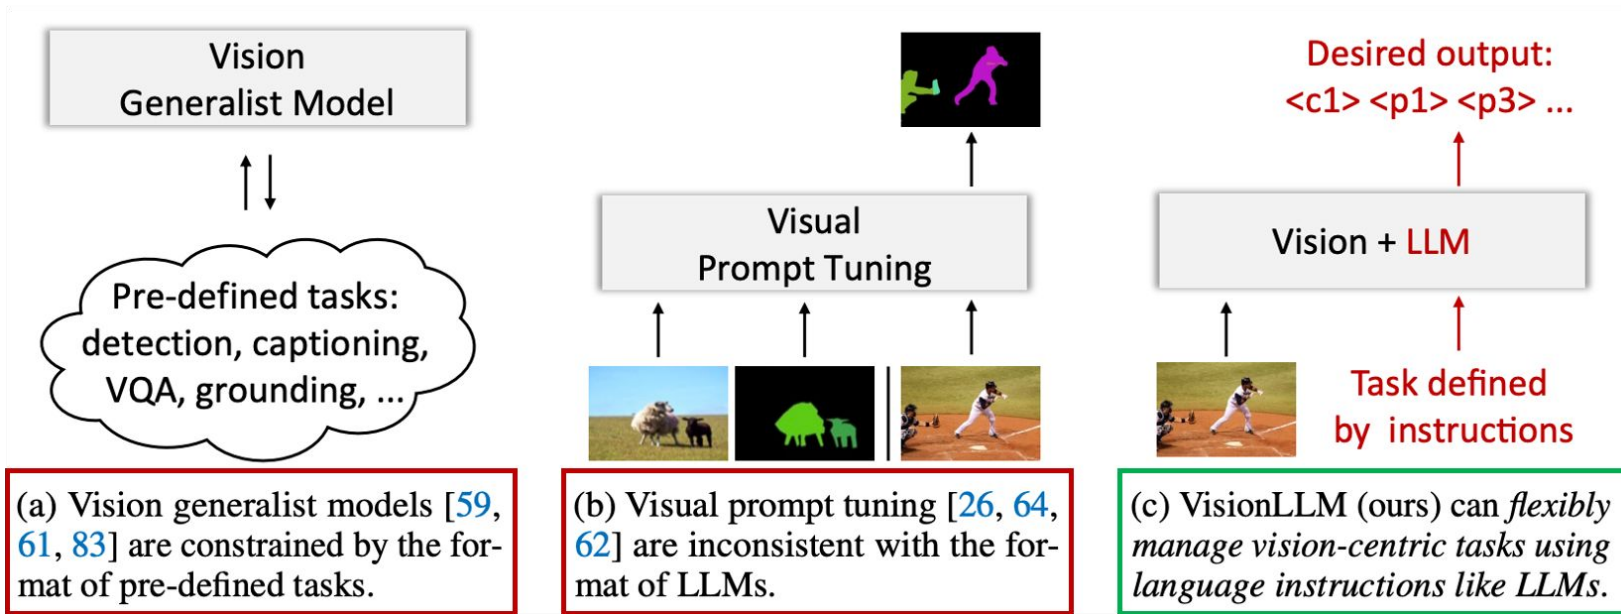 Vision
Generalist Model
Pre-defined tasks:
detection, captioning,
VQA, grounding, ...
(a) Vision generalist models [59,
61, 83] are constrained by the for-
mat of pre-defined tasks.
Visual
Prompt Tuning
(b) Visual prompt tuning [26, 64,
62] are inconsistent with the for-
mat of LLMs.
Desired output:
<c1> <p1> <p3> ...
Vision + LLM
Task defined
by instructions
(c) VisionLLM (ours) can flexibly
manage vision-centric tasks using
language instructions like LLMs.